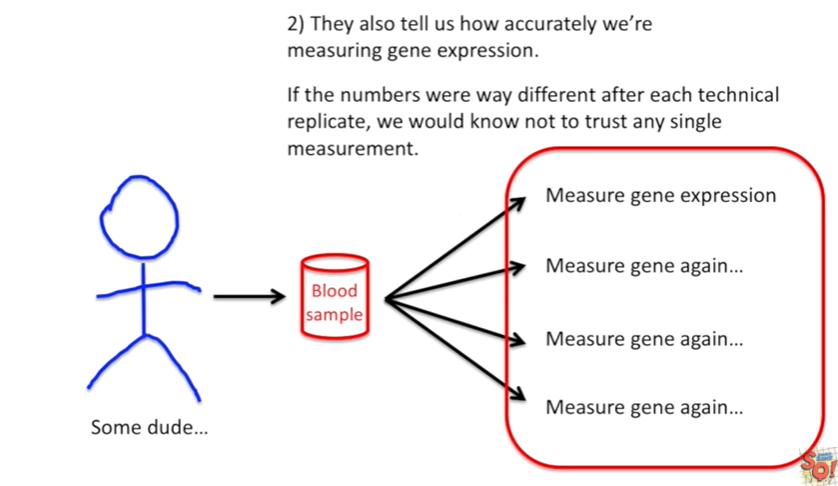 2) They also tell us how accurately we're
measuring gene expression.
If the numbers were way different after each technical
replicate, we would know not to trust any single
measurement.
Measure gene expression
Measure gene again...
Blood
sample
Measure gene again...
Measure gene again...
Some dude...
SO!